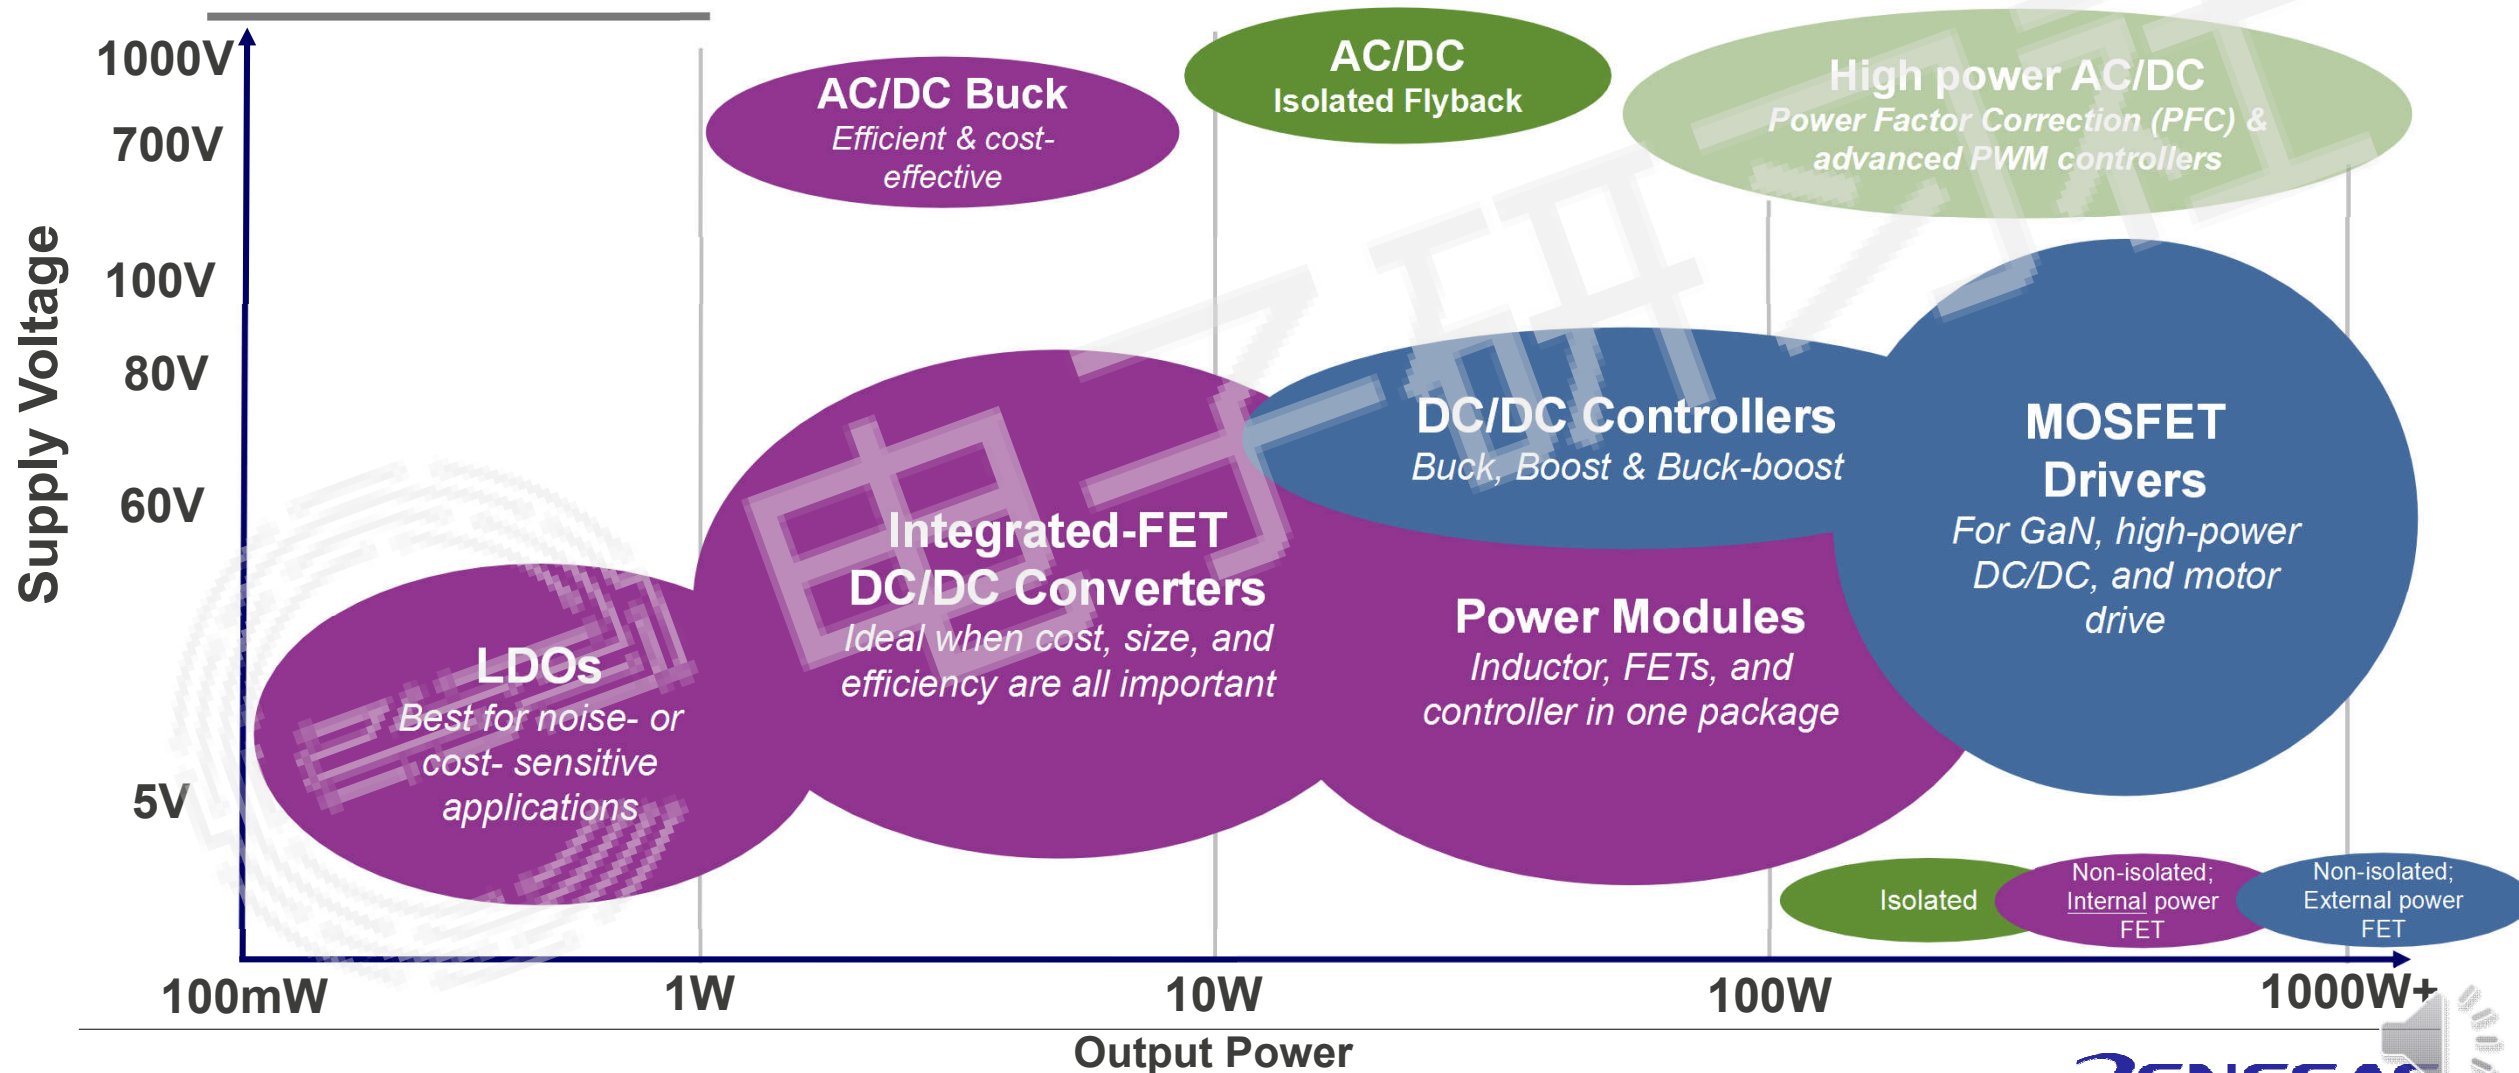 1000V
700V
100V
80V
60V
5V
Supply Voltage
AC/DC Buck
Efficient & cost-
effective
AC/DC
Isolated Flyback
High power AC/DC
Power Factor Correction (PFC) &
advanced PWM controllers
LDOs
Best for noise- or
cost- sensitive
applications
Integrated-FET
DC/DC Converters
Ideal when cost, size, and
efficiency are all important
DC/DC Controllers
Buck, Boost & Buck-boost
Power Modules
Inductor, FETs, and
controller in one package
MOSFET
Drivers
For GaN, high-power
DC/DC, and motor
drive
Isolated
Non-isolated;
Internal power
FET
Non-isolated;
External power
FET
100mW
1W
10W
100W
1000W+
Output Power
电子研习社